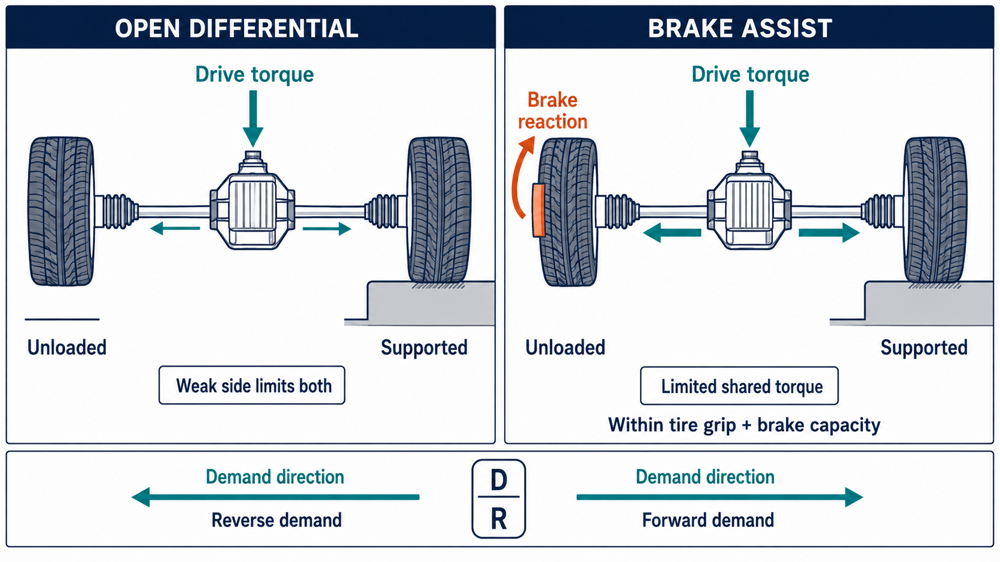 OPEN DIFFERENTIAL
Drive torque
Unloaded
Supported
Weak side limits both
BRAKE ASSIST
Drive torque
Brake
reaction
Unloaded
Supported
Limited shared torque
Within tire grip + brake capacity
Demand direction
Reverse demand
D
R
Demand direction
Forward demand